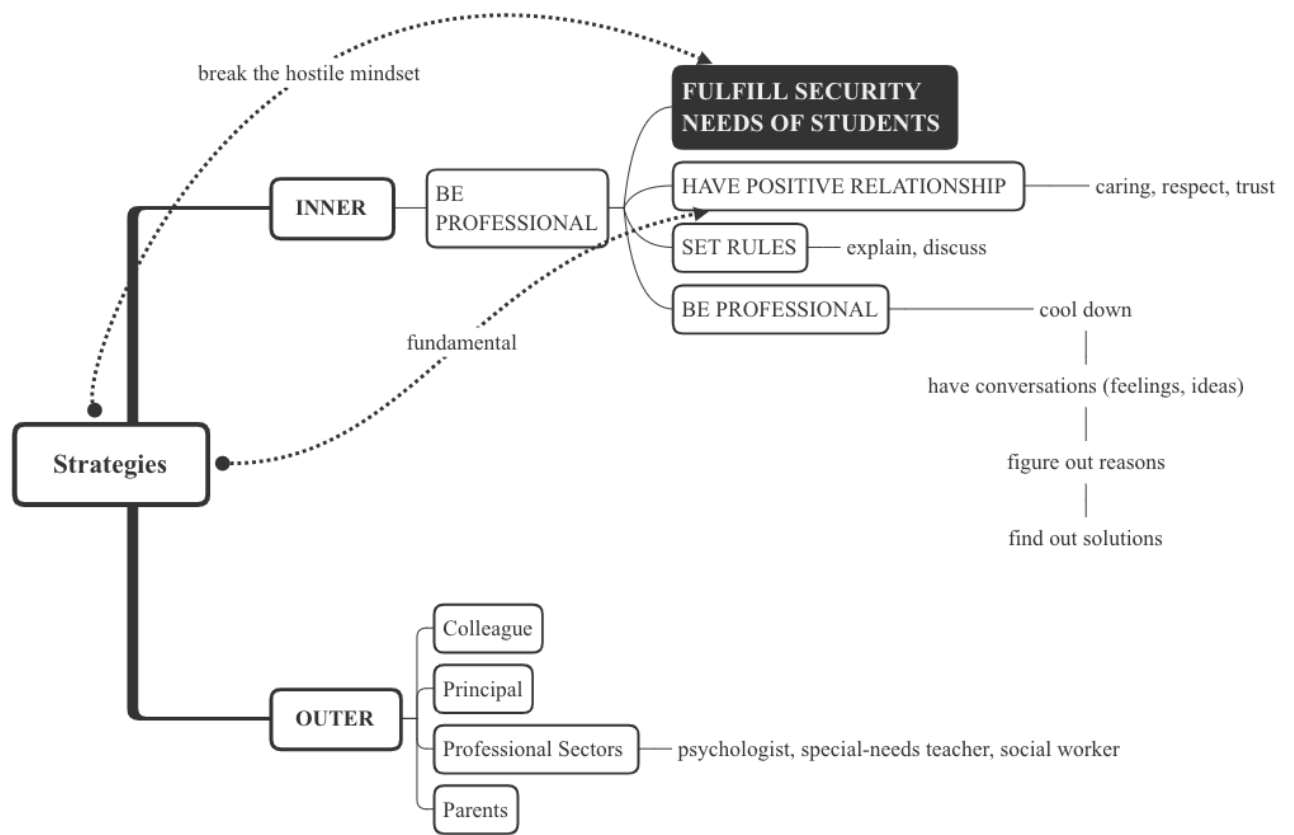 break the hostile mindset
FULFILL SECURITY
NEEDS OF STUDENTS
INNER
BE
PROFESSIONAL
HAVE POSITIVE RELATIONSHIP
caring, respect, trust
SET RULES
explain, discuss
BE PROFESSIONAL
cool down
fundamental
have conversations (feelings, ideas)
figure out reasons
find out solutions
Strategies
OUTER
Colleague
Principal
Professional Sectors
psychologist, special-needs teacher, social worker
Parents